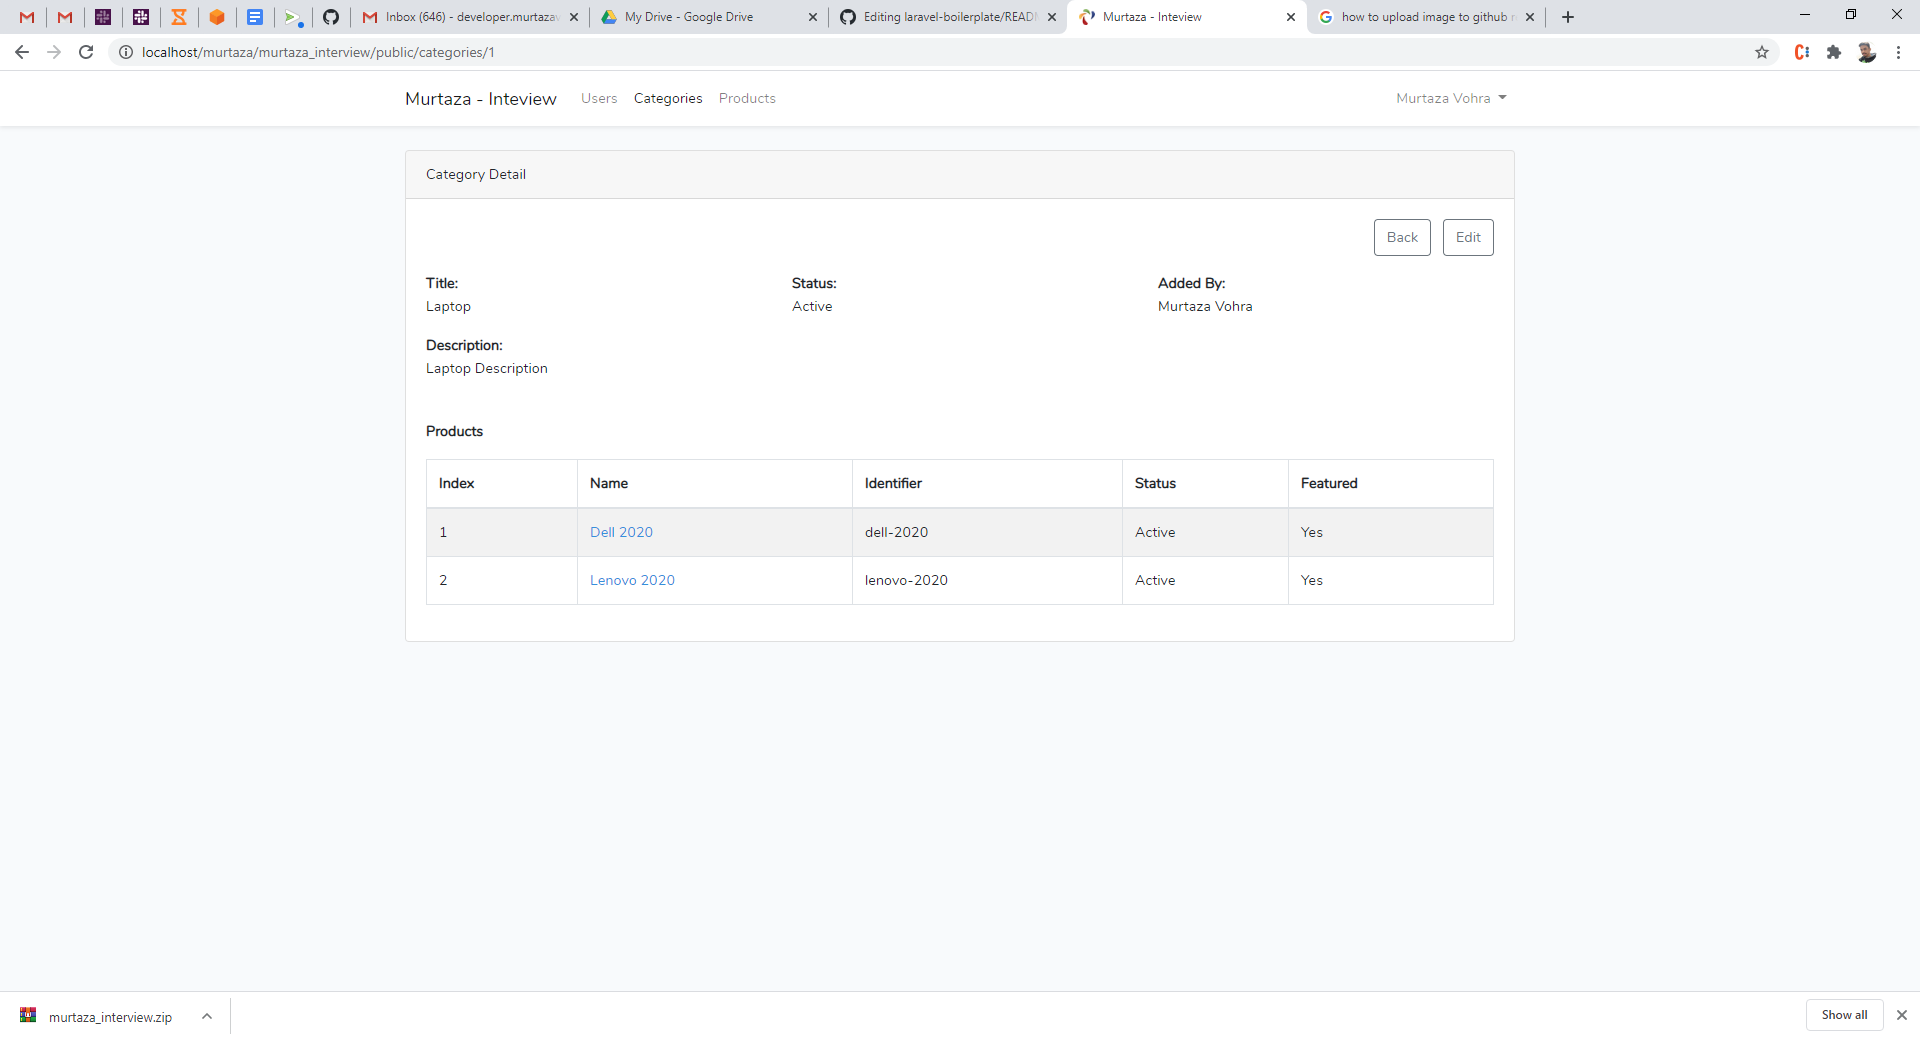 Inbox (646) - developer.murtaza
My Drive - Google Drive
Editing laravel-boilerplate/READ
Murtaza - Inteview
how to upload image to github
localhost/murtaza/murtaza_interview/public/categories/1
Murtaza - Inteview Users Categories Products Murtaza Vohra
Category Detail
Back Edit
Title: Status: Added By:
Laptop Active Murtaza Vohra
Description:
Laptop Description
Products
Index Name Identifier Status Featured
1 Dell 2020 dell-2020 Active Yes
2 Lenovo 2020 lenovo-2020 Active Yes
murtaza_interview.zip Show all